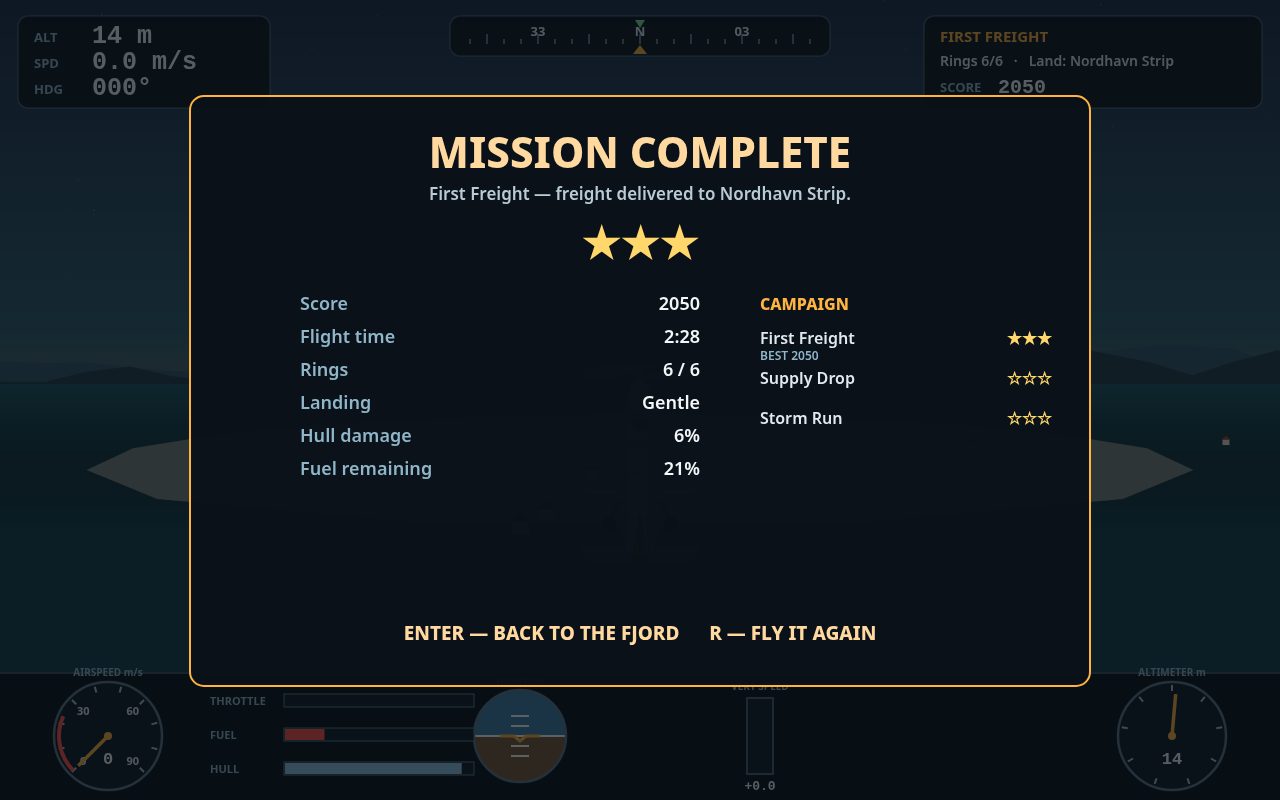 ALT 14 m
SPD 0.0 m/s
HDG 000°
33 N 03
FIRST FREIGHT
Rings 6/6 · Land: Nordhavn Strip
SCORE 2050
MISSION COMPLETE
First Freight — freight delivered to Nordhavn Strip.
★★★
Score 2050
Flight time 2:28
Rings 6 / 6
Landing Gentle
Hull damage 6%
Fuel remaining 21%
CAMPAIGN
First Freight ★★★
BEST 2050
Supply Drop ☆☆☆
Storm Run ☆☆☆
ENTER — BACK TO THE FJORD R — FLY IT AGAIN
AIRSPEED m/s
30 60
0 0 90
THROTTLE
FUEL
HULL
VERT SPEED
+0.0
ALTIMETER m
14